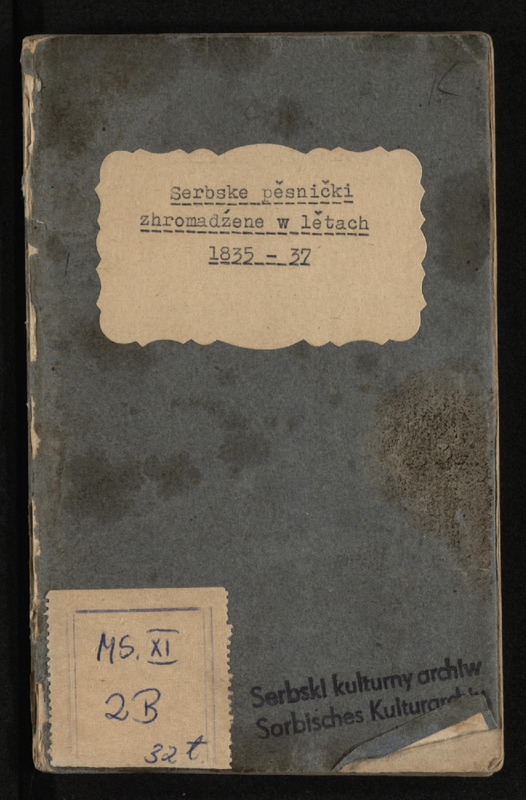 Serbske pěsnički
zhromadźene w lětach
1835 - 37
MS. XI
2B
32t
Serbski kulturny archiw
Sorbisches Kulturarchiv